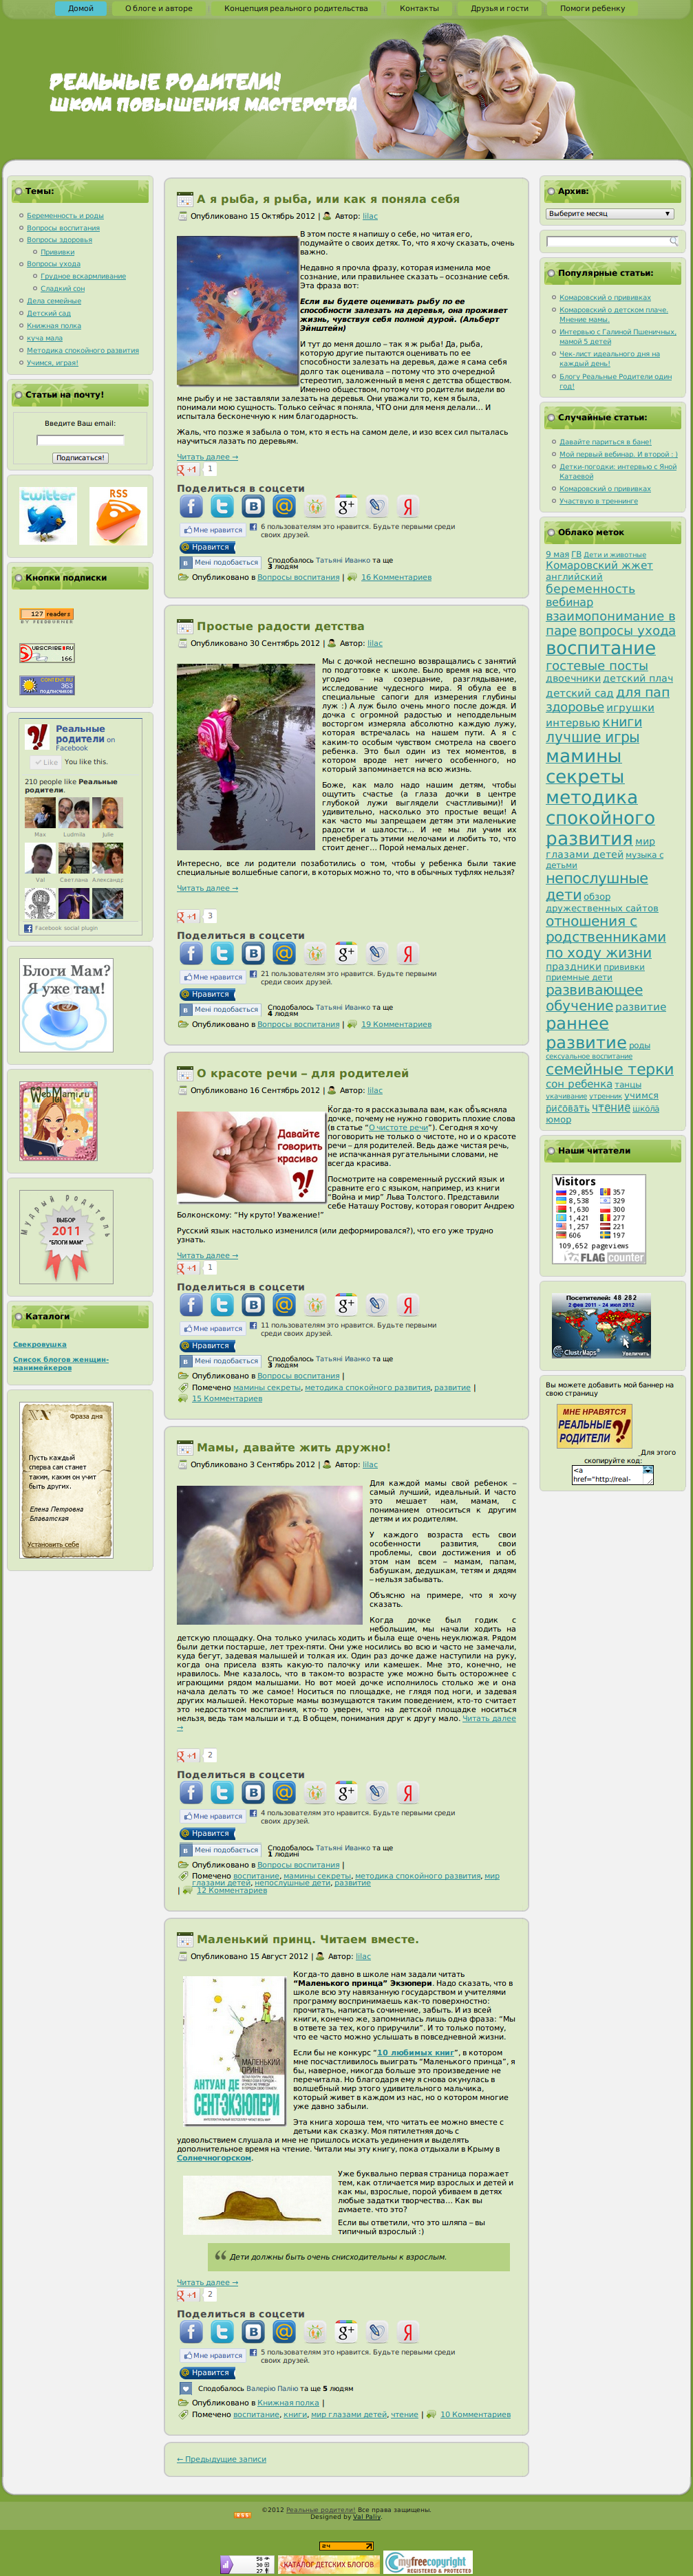 Домой
О блоге и авторе
Концепция реального родительства
Контакты
Друзья и гости
Помоги ребенку
РЕАЛЬНЫЕ РОДИТЕЛИ!
ШКОЛА ПОВЫШЕНИЯ МАСТЕРСТВА
Темы:
Беременность и роды
Вопросы воспитания
Вопросы здоровья
Прививки
Вопросы ухода
Грудное вскармливание
Сладкий сон
Дела семейные
Детский сад
Книжная полка
куча мала
Методика спокойного развития
Учимся, играя!
Статьи на почту!
Введите Ваш email:
Подписаться!
twitter
RSS
Кнопки подписки
127 readers
BY FEEDBURNER
SUBSCRIBE.RU
166
363
подписчиков
Реальные родители on Facebook
Like You like this.
210 people like Реальные родители.
Max Ludmila Julie
Val Светлана Александр
Facebook social plugin
Блоги Мам?
Я уже там!
WebMami.ru
Мудрый родитель
ВЫБОР
2011
"БЛОГИ МАМ"
Каталоги
Свекровушка
Список блогов женщин-
манимейкеров
Фраза дня
Пусть каждый
сперва сам станет
таким, каким он учит
быть других.
Елена Петровна
Блаватская
Установить себе
А я рыба, я рыба, или как я поняла себя
Опубликовано 15 Октябрь 2012 | Автор: lilac
В этом посте я напишу о себе, но читая его,
подумайте о своих детях. То, что я хочу сказать, очень
важно.
Недавно я прочла фразу, которая изменила мое
сознание, или правильнее сказать – осознание себя.
Эта фраза вот:
Если вы будете оценивать рыбу по ее
способности залезать на деревья, она проживет
жизнь, чувствуя себя полной дурой. (Альберт
Эйнштейн)
И тут до меня дошло – так я ж рыба! Да, рыба,
которую другие пытаются оценивать по ее
способности залезать на деревья, даже я сама себя
долго так оценивала – потому что это очередной
стереотип, заложенный в меня с детства обществом.
Именно обществом, потому что родители видели во
мне рыбу и не заставляли залезать на деревья. Они уважали то, кем я была,
понимали мою сущность. Только сейчас я поняла, ЧТО они для меня делали… И
испытала бесконечную к ним благодарность.
Жаль, что позже я забыла о том, кто я есть на самом деле, и изо всех сил пыталась
научиться лазать по деревьям.
Читать далее →
+1 1
Поделиться в соцсети
Мне нравится 6 пользователям это нравится. Будьте первыми среди
своих друзей.
Нравится
Мені подобається Сподобалось Татьяні Иванко та ще
3 людям
Опубликовано в Вопросы воспитания | 16 Комментариев
Простые радости детства
Опубликовано 30 Сентябрь 2012 | Автор: lilac
Мы с дочкой неспешно возвращались с занятий
по подготовке к школе. Было время на все, что
угодно – на созерцание, разглядывания,
исследование чудесного мира. Я обула ее в
специальные сапоги для измерения глубины
луж :) А луж было очень много после дождя. И
дочка с огромной радостью и неподдельным
восторгом измеряла абсолютно каждую лужу,
которая встречалась на нашем пути. А я с
каким-то особым чувством смотрела на своего
ребенка. Это был один из тех моментов, в
котором вроде нет ничего особенного, но
который запоминается на всю жизнь.
Боже, как мало надо нашим детям, чтобы
ощутить счастье (а глаза дочки в центре
глубокой лужи выглядели счастливыми!) И
удивительно, насколько это простые вещи! А
как часто мы запрещаем детям эти маленькие
радости и шалости… И не мы ли учим их
пренебрегать этими мелочами и любить то, что
стоит денег… Порой немалых денег.
Интересно, все ли родители позаботились о том, чтобы у ребенка были такие
специальные волшебные сапоги, в которых можно то, что в обычных туфлях нельзя?
Читать далее →
+1 3
Поделиться в соцсети
Мне нравится 21 пользователям это нравится. Будьте первыми среди
своих друзей.
Нравится
Мені подобається Сподобалось Татьяні Иванко та ще
4 людям
Опубликовано в Вопросы воспитания | 19 Комментариев
О красоте речи – для родителей
Опубликовано 16 Сентябрь 2012 | Автор: lilac
Давайте
говорить
красиво
Когда-то я рассказывала вам, как объясняла
дочке, почему не нужно говорить плохие слова
(в статье "О чистоте речи"). Сегодня я хочу
поговорить не только о чистоте, но и о красоте
речи – для родителей. Ведь даже чистая речь,
не испачканная ругательными словами, не
всегда красива.
Посмотрите на современный русский язык и
сравните его с языком, например, из книги
"Война и мир" Льва Толстого. Представили
себе Наташу Ростову, которая говорит Андрею
Болконскому: "Ну круто! Уважение!"
Русский язык настолько изменился (или деформировался?), что его уже трудно
узнать.
Читать далее →
+1 1
Поделиться в соцсети
Мне нравится 11 пользователям это нравится. Будьте первыми среди
своих друзей.
Нравится
Мені подобається Сподобалось Татьяні Иванко та ще
3 людям
Опубликовано в Вопросы воспитания |
Помечено мамины секреты, методика спокойного развития, развитие |
15 Комментариев
Мамы, давайте жить дружно!
Опубликовано 3 Сентябрь 2012 | Автор: lilac
Для каждой мамы свой ребенок –
самый лучший, идеальный. И часто
это мешает нам, мамам, с
пониманием относиться к другим
детям и их родителям.
У каждого возраста есть свои
особенности развития, свои
проблемы, свои достижения и об
этом нам всем – мамам, папам,
бабушкам, дедушкам, тетям и дядям
– нельзя забывать.
Объясню на примере, что я хочу
сказать.
Когда дочке был годик с
небольшим, мы начали ходить на
детскую площадку. Она только училась ходить и была еще очень неуклюжая. Рядом
были детки постарше, лет трех-пяти. Они уже носились во всю и часто не замечали,
куда бегут, задевая малышей и толкая их. Один раз дочке даже наступили на руку,
когда она присела взять какую-то палочку или камешек. Мне это, конечно, не
нравилось. Мне казалось, что в таком-то возрасте уже можно быть осторожнее с
играющими рядом малышами. Но вот моей дочке исполнилось столько же и она
начала делать то же самое! Носиться по площадке, не глядя под ноги, и задевая
других малышей. Некоторые мамы возмущаются таким поведением, кто-то считает
это недостатком воспитания, кто-то уверен, что на детской площадке носиться
нельзя, ведь там малыши и т.д. В общем, понимания друг к другу мало. Читать далее
→
+1 2
Поделиться в соцсети
Мне нравится 4 пользователям это нравится. Будьте первыми среди
своих друзей.
Нравится
Мені подобається Сподобалось Татьяні Иванко та ще
1 людині
Опубликовано в Вопросы воспитания |
Помечено воспитание, мамины секреты, методика спокойного развития, мир
глазами детей, непослушные дети, развитие
| 12 Комментариев
Маленький принц. Читаем вместе.
Опубликовано 15 Август 2012 | Автор: lilac
МАЛЕНЬКИЙ
ПРИНЦ
АНТУАН ДЕ
СЕНТ-ЭКЗЮПЕРИ
Когда-то давно в школе нам задали читать
"Маленького принца" Экзюпери. Надо сказать, что в
школе всю эту навязанную государством и учителями
программу воспринимаешь как-то поверхностно:
прочитать, написать сочинение, забыть. И из всей
книги, конечно же, запомнилась лишь одна фраза: "Мы
в ответе за тех, кого приручили". И то только потому,
что ее часто можно услышать в повседневной жизни.
Если бы не конкурс "10 любимых книг", в котором
мне посчастливилось выиграть "Маленького принца", я
бы, наверное, никогда больше это произведение не
перечитала. Но благодаря ему я снова окунулась в
волшебный мир этого удивительного мальчика,
который живет в каждом из нас, но о котором многие
уже давно забыли.
Эта книга хороша тем, что читать ее можно вместе с
детьми как сказку. Моя пятилетняя дочь с
удовольствием слушала и мне не пришлось искать уединения и выделять
дополнительное время на чтение. Читали мы эту книгу, пока отдыхали в Крыму в
Солнечногорском.
Уже буквально первая страница поражает
тем, как отличается мир взрослых и детей и
как мы, взрослые, порой убиваем в детях
любые задатки творчества… Как вы
думаете, что это?
Если вы ответили, что это шляпа – вы
типичный взрослый :)
Дети должны быть очень снисходительны к взрослым.
Читать далее →
+1 2
Поделиться в соцсети
Мне нравится 5 пользователям это нравится. Будьте первыми среди
своих друзей.
Нравится
Сподобалось Валерію Палію та ще 5 людям
Опубликовано в Книжная полка |
Помечено воспитание, книги, мир глазами детей, чтение | 10 Комментариев
← Предыдущие записи
Архив:
Выберите месяц
Популярные статьи:
Комаровский о прививках
Комаровский о детском плаче.
Мнение мамы.
Интервью с Галиной Пшеничных,
мамой 5 детей
Чек-лист идеального дня на
каждый день!
Блогу Реальные Родители один
год!
Случайные статьи:
Давайте париться в бане!
Мой первый вебинар. И второй : )
Детки-погодки: интервью с Яной
Катаевой
Комаровский о прививках
Участвую в тренинге
Облако меток
9 мая ГВ Дети и животные
Комаровский жжет
английский
беременность
вебинар
взаимопонимание в
паре вопросы ухода
воспитание
гостевые посты
двоечники детский плач
детский сад для пап
здоровье игрушки
интервью книги
лучшие игры
мамины
секреты
методика
спокойного
развития мир
глазами детей музыка с
детьми
непослушные
дети обзор
дружественных сайтов
отношения с
родственниками
по ходу жизни
праздники прививки
приемные дети
развивающее
обучение развитие
раннее
развитие роды
сексуальное воспитание
семейные терки
сон ребенка танцы
укачивание утренник учимся
рисовать чтение школа
юмор
Наши читатели
Visitors
29,855 357
8,589 303
1,630 300
1,421 277
1,257 221
606 197
109,652 pageviews
FLAG counter
Посетителей: 48 282
2 фев 2011 - 24 июл 2012
ClustrMaps Увеличить
Вы можете добавить мой баннер на
свою страницу
МНЕ НРАВЯТСЯ
РЕАЛЬНЫЕ
РОДИТЕЛИ
Для этого
скопируйте код:
<a
href="http://real-
©2012 Реальные родители! Все права защищены.
Designed by Val Paliy.
58
30
27
КАТАЛОГ ДЕТСКИХ БЛОГОВ
myfreecopyright
REGISTERED & PROTECTED